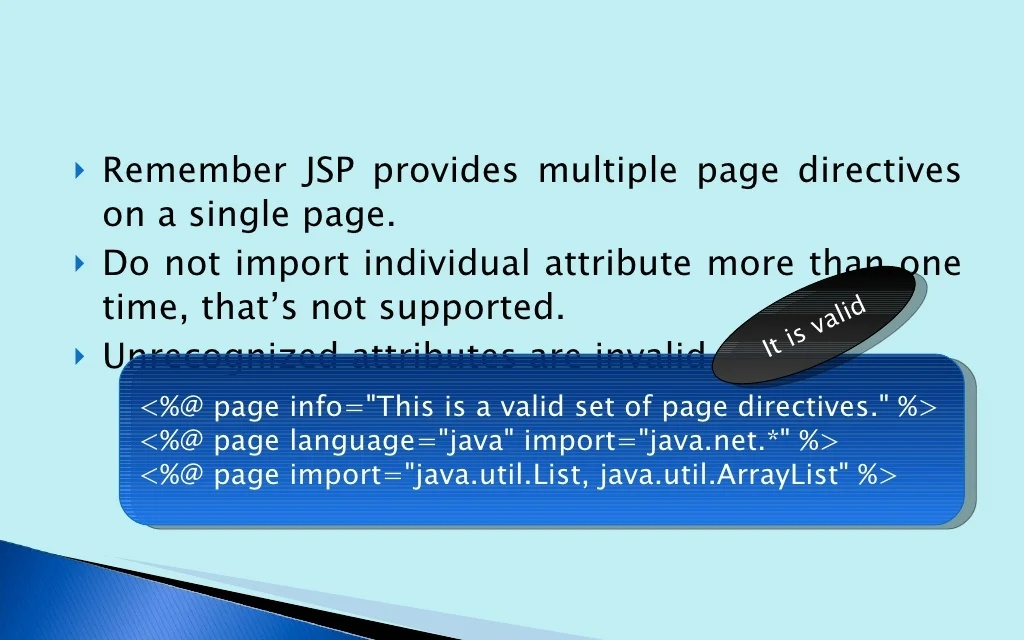 Remember JSP provides multiple page directives
on a single page.
Do not import individual attribute more than one
time, that's not supported.
It is valid
Unrecognized attributes are invalid
<%@ page info="This is a valid set of page directives." %>
<%@ page language="java" import="java.net.*" %>
<%@ page import="java.util.List, java.util.ArrayList" %>